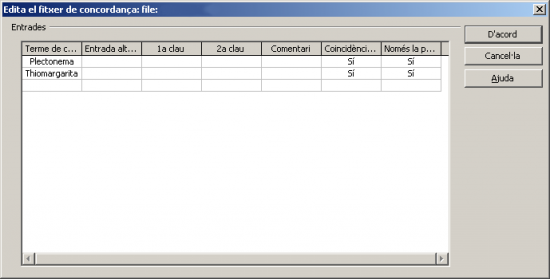 Edita el fitxer de concordança: file:
Entrades
D'acord
Cancel·la
Ajuda
Terme de c... Entrada alt... 1a clau 2a clau Comentari Coincidènci... Només la p...
Plectonema Sí Sí
Thiomargarita Sí Sí